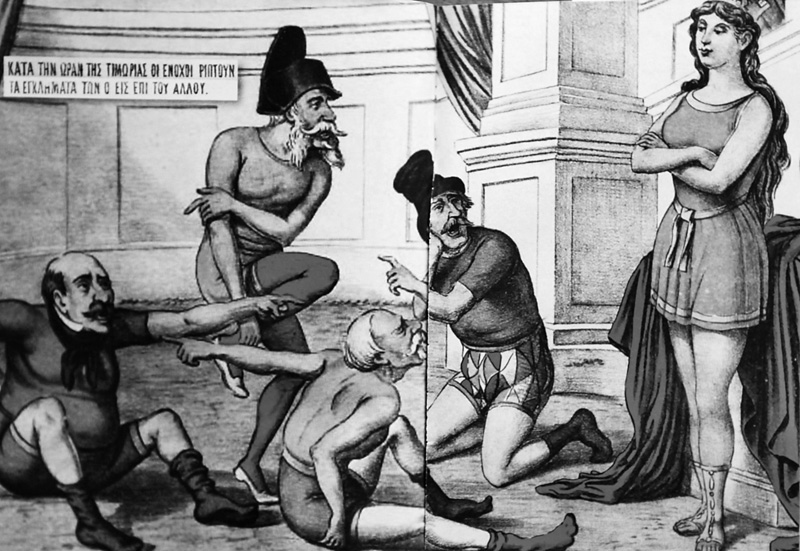 ΚΑΤΑ ΤΗΝ ΩΡΑΝ ΤΗΣ ΤΙΜΩΡΙΑΣ ΟΙ ΕΝΟΧΟΙ ΡΙΠΤΟΥΝ
ΤΑ ΕΓΚΛΗΜΑΤΑ ΤΩΝ Ο ΕΙΣ ΕΠΙ ΤΟΥ ΑΛΛΟΥ.